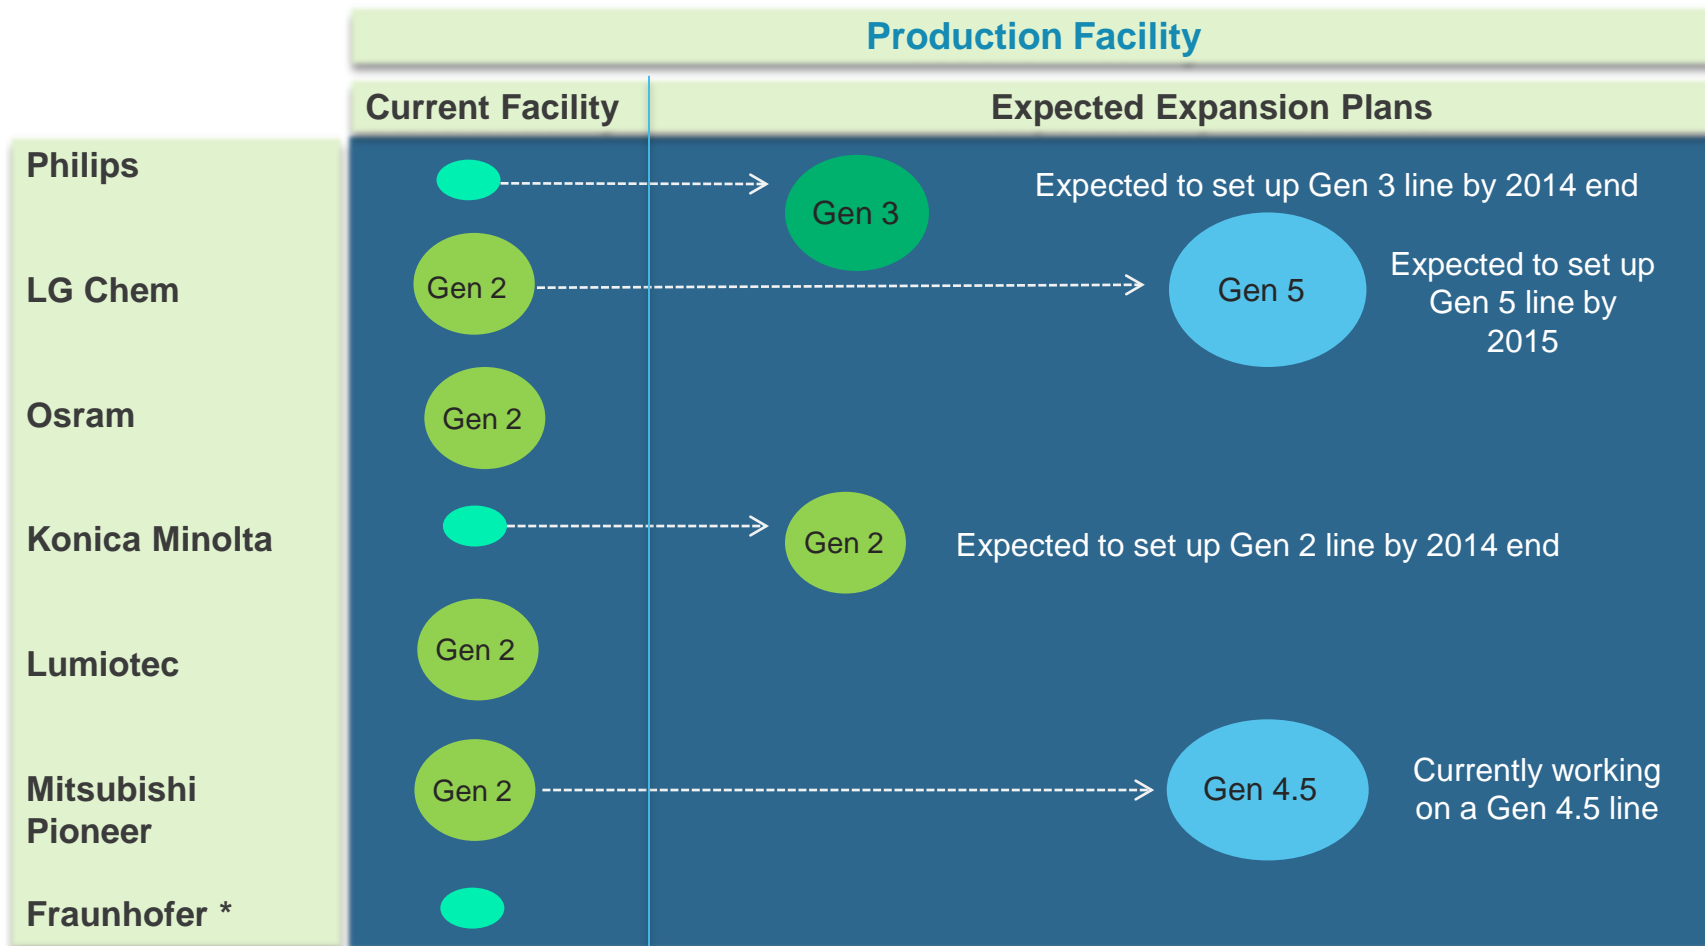 Production Facility
Current Facility
Expected Expansion Plans
Philips
Gen 3
Expected to set up Gen 3 line by 2014 end
LG Chem
Gen 2
Gen 5
Expected to set up
Gen 5 line by
2015
Osram
Gen 2
Konica Minolta
Gen 2
Expected to set up Gen 2 line by 2014 end
Lumiotec
Gen 2
Mitsubishi
Pioneer
Gen 2
Gen 4.5
Currently working
on a Gen 4.5 line
Fraunhofer *